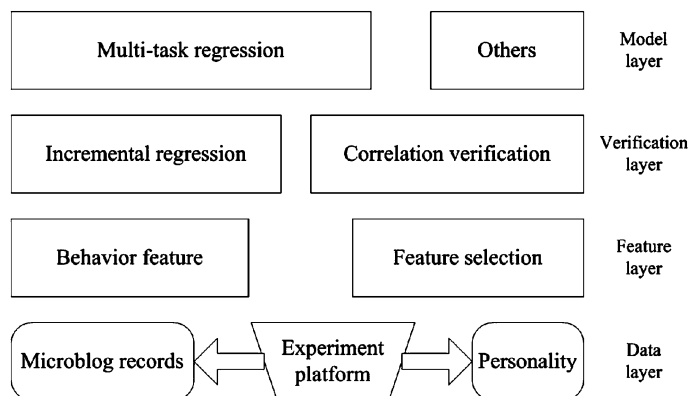 Multi-task regression
Others
Model
layer
Incremental regression
Correlation verification
Verification
layer
Behavior feature
Feature selection
Feature
layer
Microblog records
Experiment
platform
Personality
Data
layer